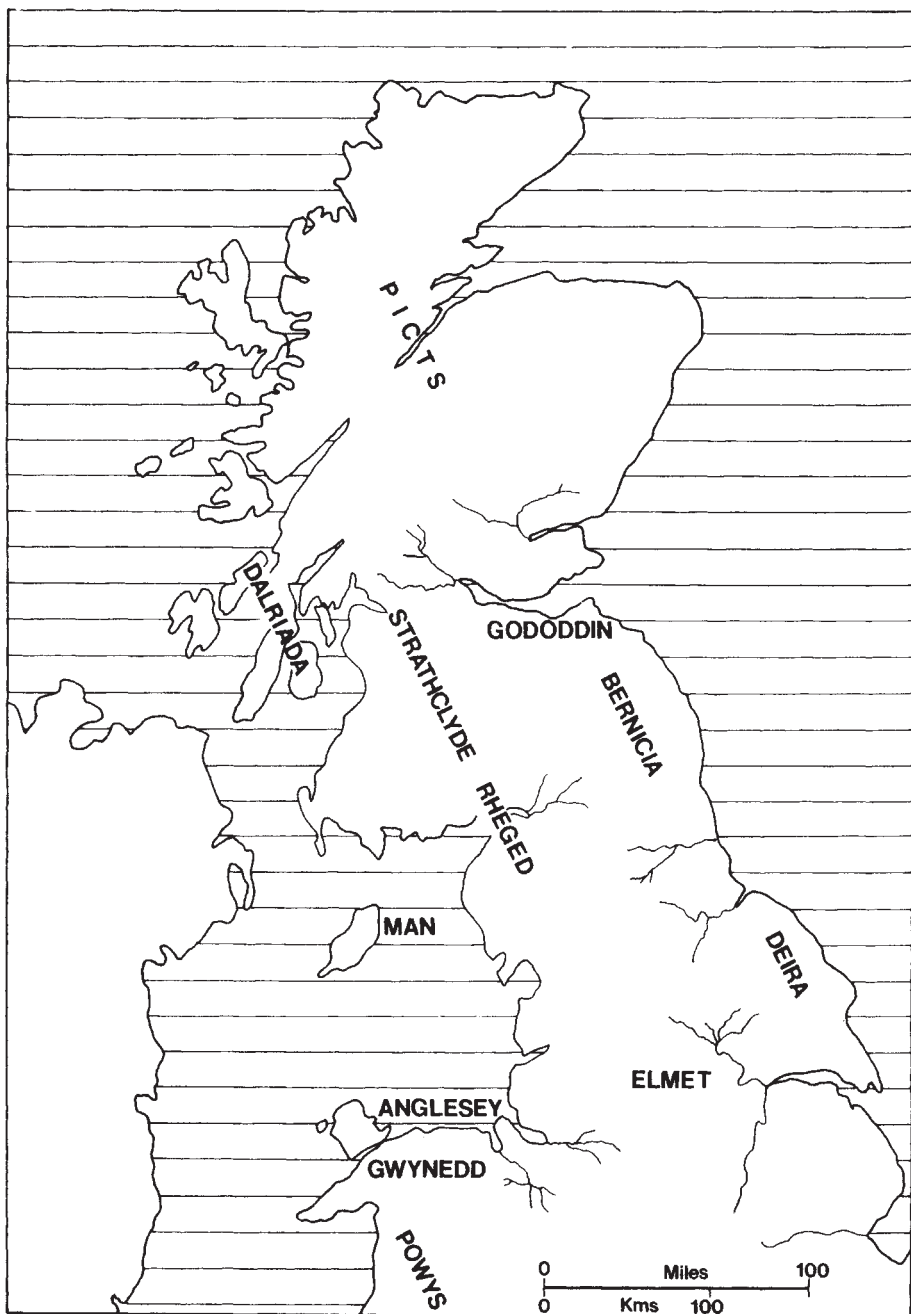 PICTS
DALRIADA
STRATHCLYDE
GODODDIN
BERNICIA
RHEGED
MAN
DEIRA
ELMET
ANGLESEY
GWYNEDD
POWYS
0 Miles 100
0 Kms 100